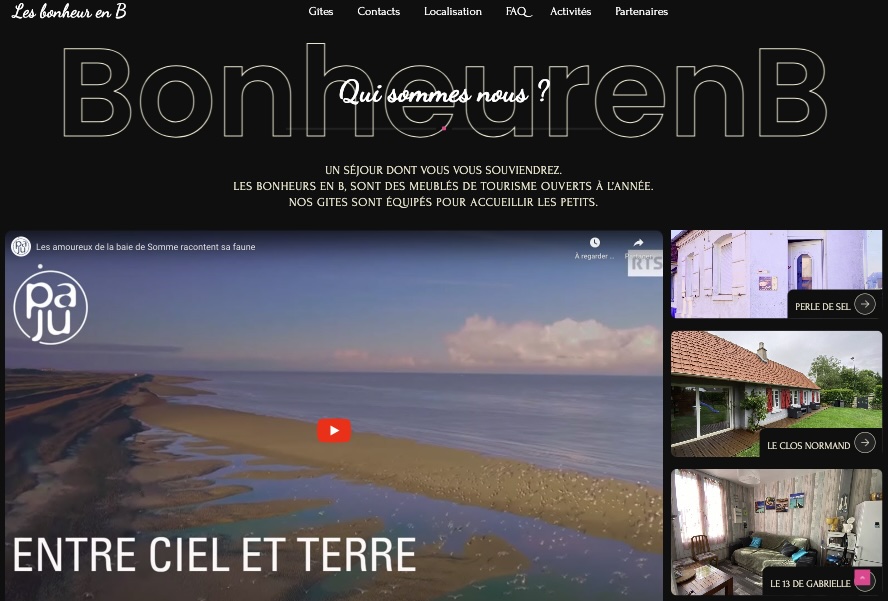 Les bonheur en B
Gites Contacts Localisation FAQ Activités Partenaires
BonheurenB
Qui sommes nous ?
UN SÉJOUR DONT VOUS VOUS SOUVIENDREZ.
LES BONHEURS EN B, SONT DES MEUBLÉS DE TOURISME OUVERTS À L'ANNÉE.
NOS GITES SONT ÉQUIPÉS POUR ACCUEILLIR LES PETITS.
paju
Les amoureux de la baie de Somme racontent sa faune
À regarder ...
RTS
paju
ENTRE CIEL ET TERRE
PERLE DE SEL
LE CLOS NORMAND
LE 13 DE GABRIELLE